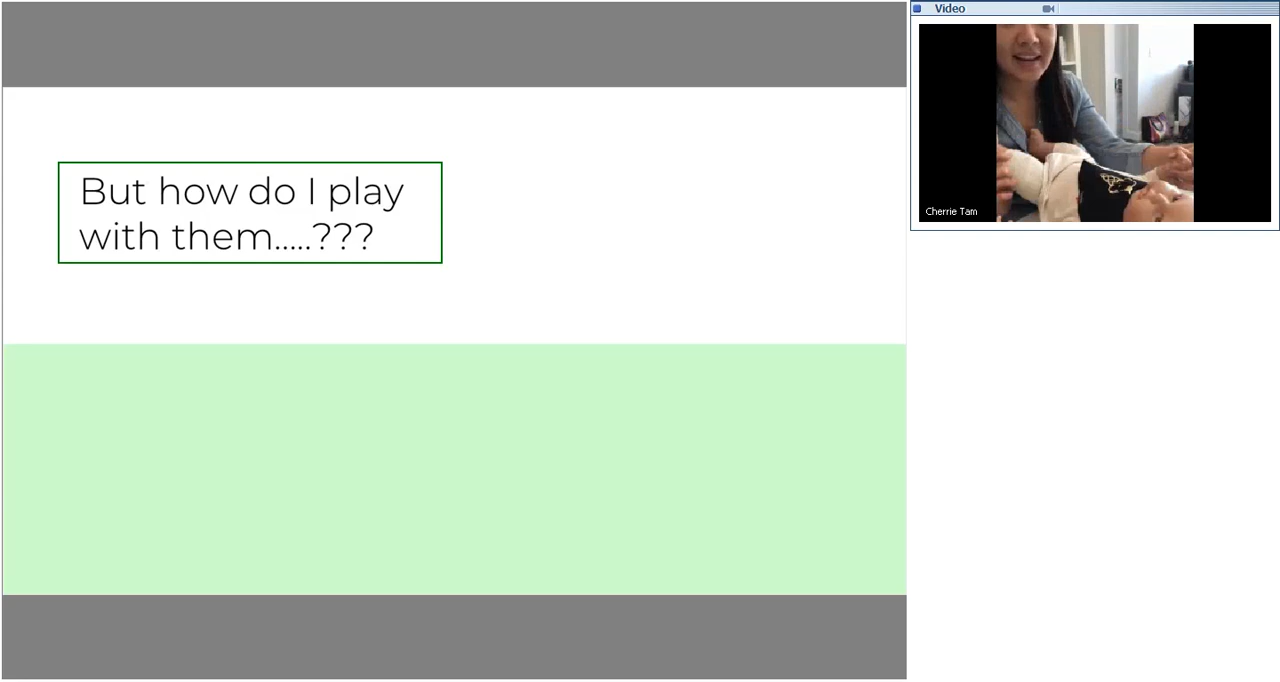 But how do I play
with them.....???
Video
Cherrie Tam